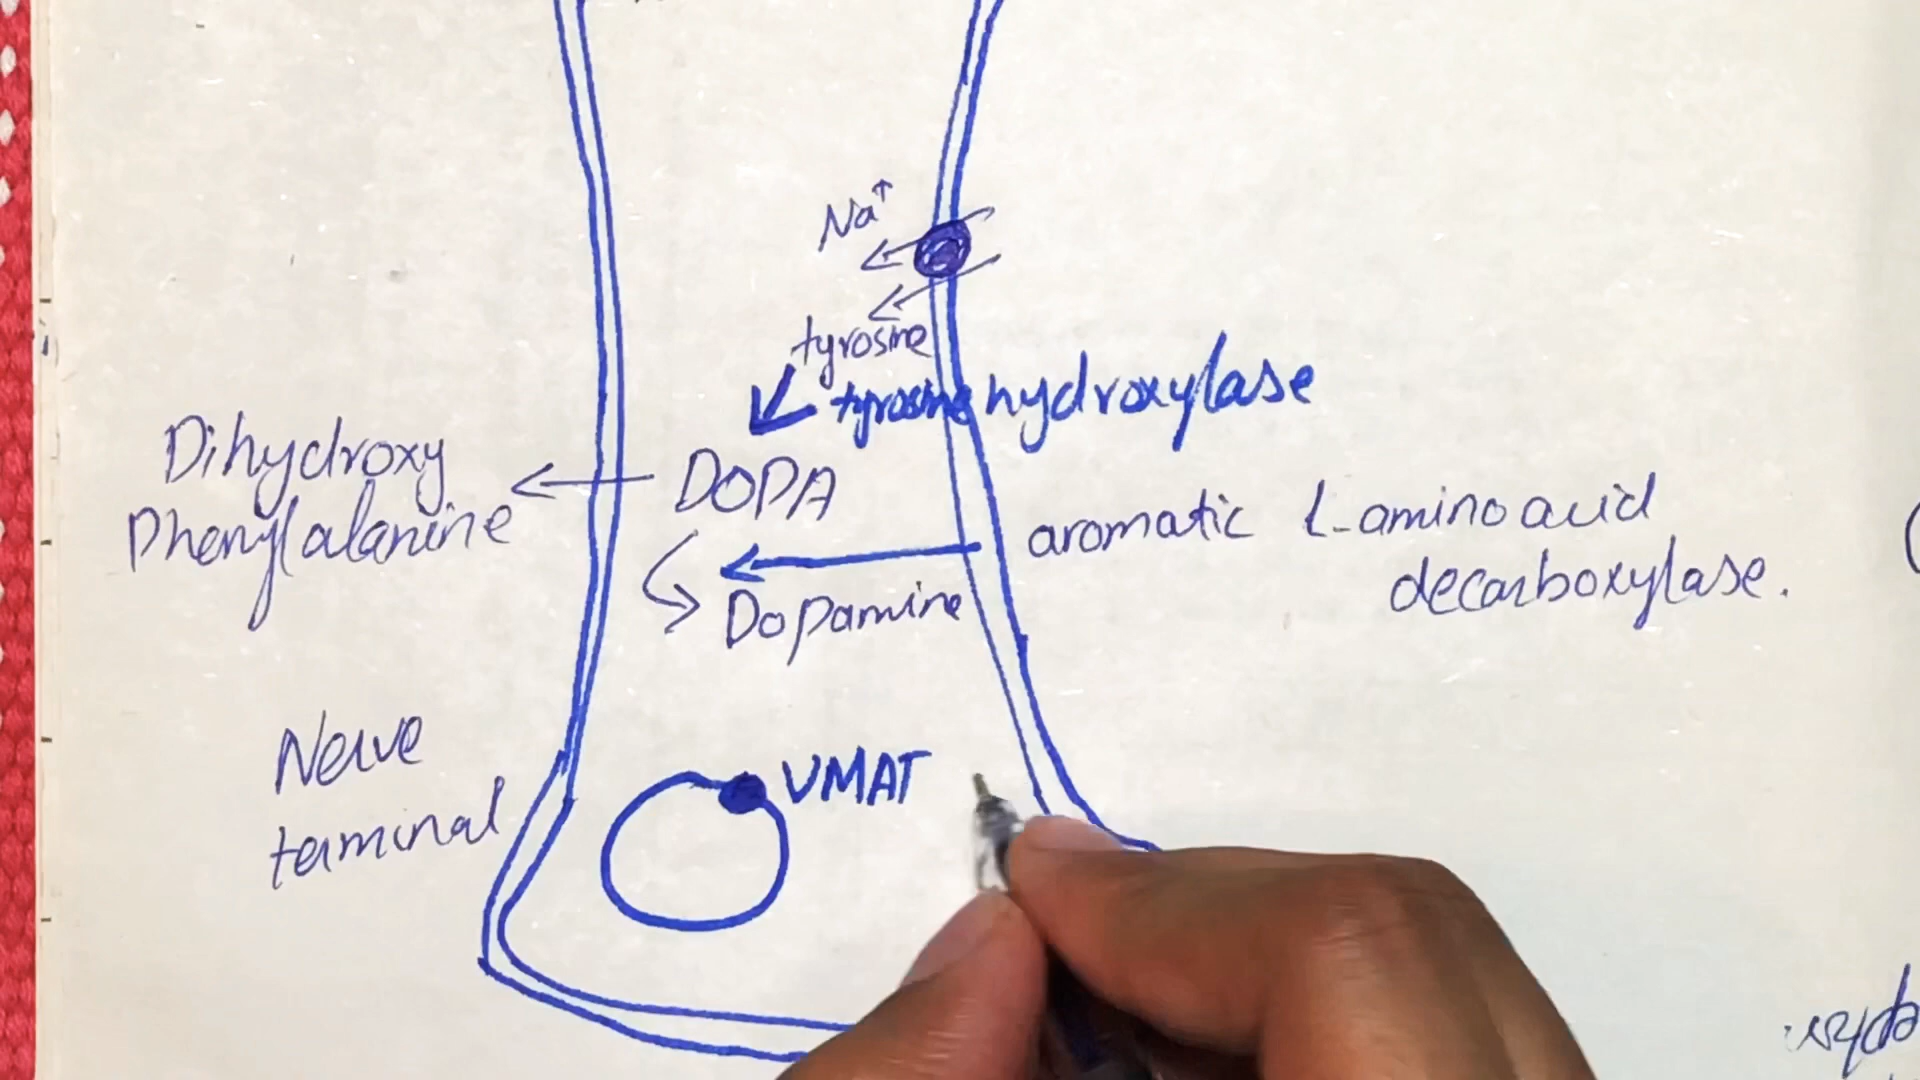 Na+
tyrosine
tyrosine hydroxylase
Dihydroxy
Phenylalanine
DOPA
aromatic L-amino acid
decarboxylase.
Dopamine
Nerve
terminal
VMAT